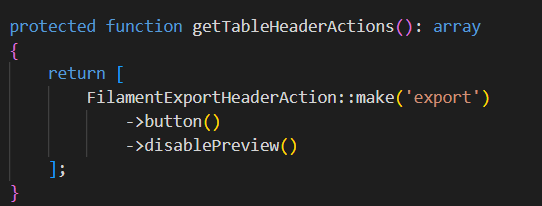 protected function getTableHeaderActions(): array
{
    return [
        FilamentExportHeaderAction::make('export')
            ->button()
            ->disablePreview()
    ];
}